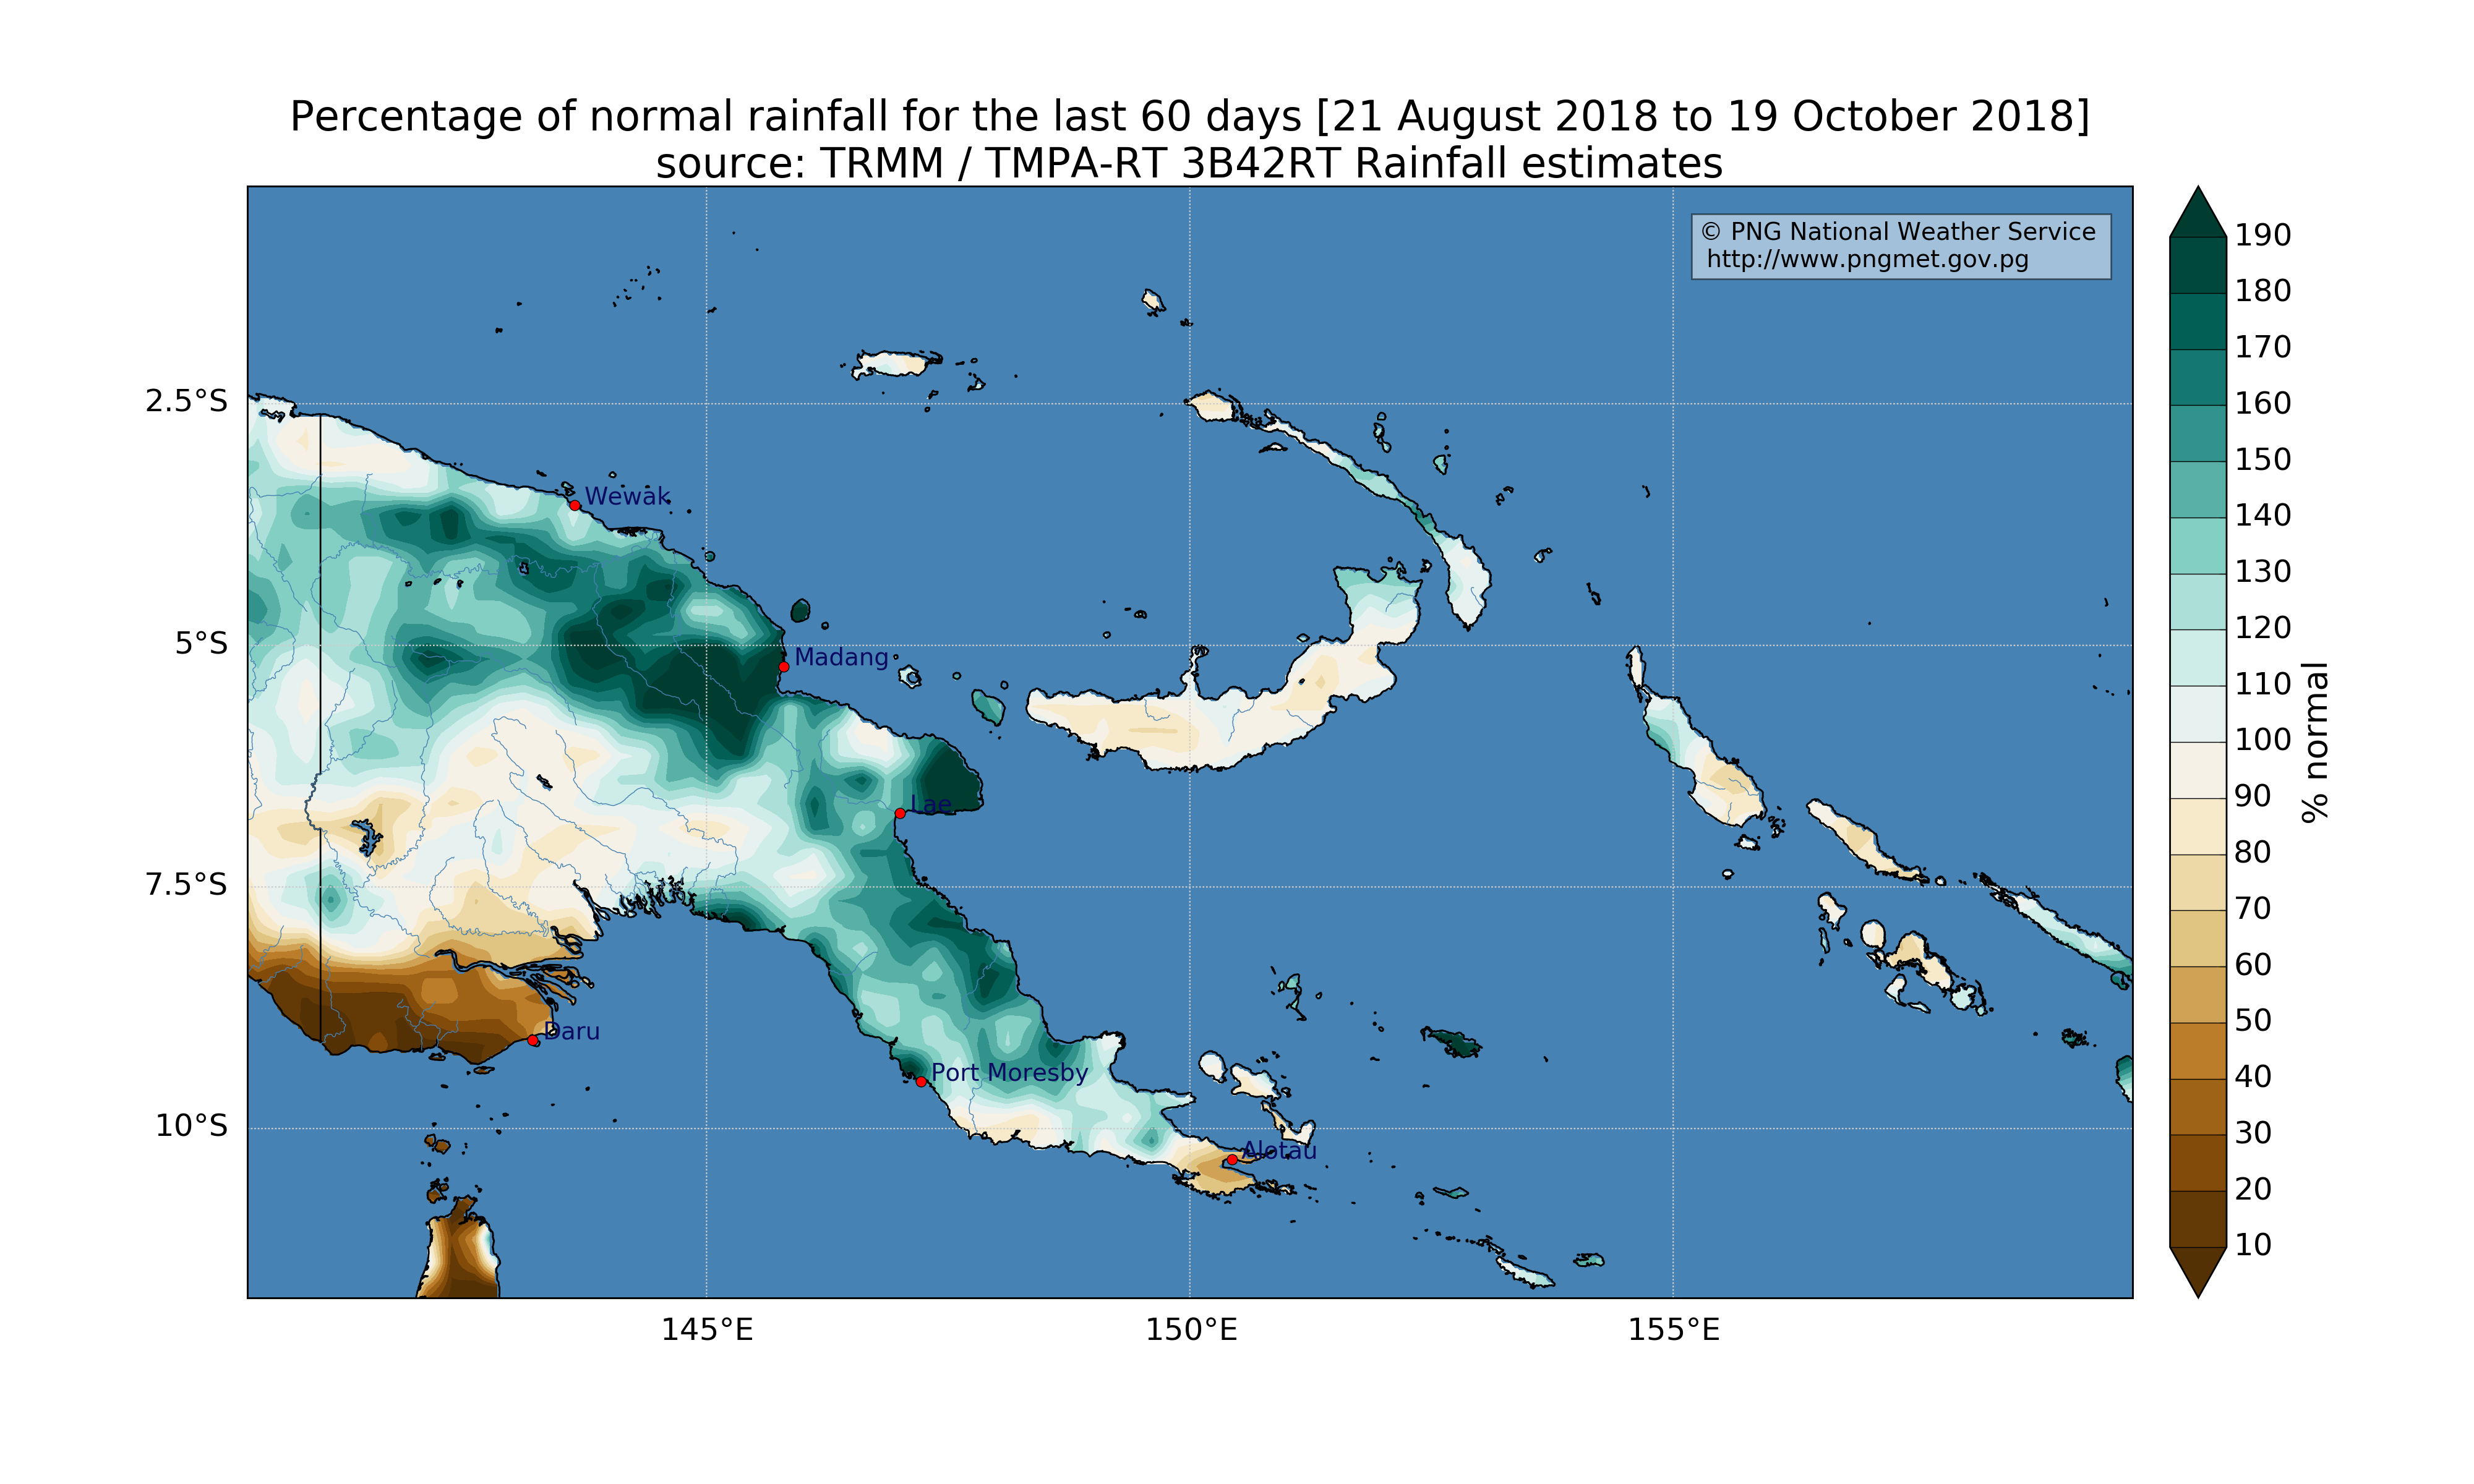 Percentage of normal rainfall for the last 60 days [21 August 2018 to 19 October 2018]
source: TRMM / TMPA-RT 3B42RT Rainfall estimates
© PNG National Weather Service
http://www.pngmet.gov.pg
2.5°S
5°S
7.5°S
10°S
Wewak
Madang
Lae
Daru
Port Moresby
Alotau
145°E
150°E
155°E
190
180
170
160
150
140
130
120
110
100
90
80
70
60
50
40
30
20
10
% normal